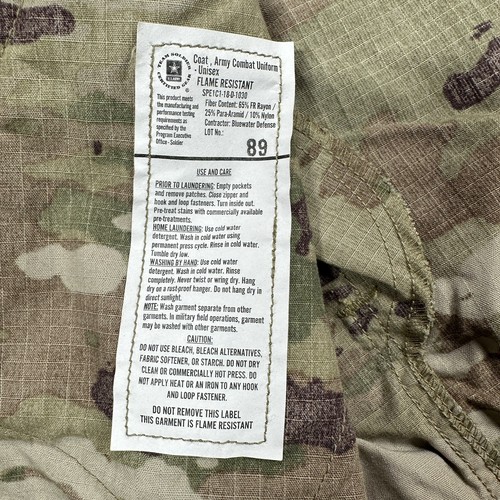 TEAM SOLDIER
U.S. ARMY
CERTIFIED GEAR
This product meets
the manufacturing and
performance testing
requirements as
specified by the
Program Executive
Office - Soldier
Coat , Army Combat Uniform
- Unisex
FLAME RESISTANT
SPE1C1-18-D-1030
Fiber Content: 65% FR Rayon /
25% Para-Aramid / 10% Nylon
Contractor: Bluewater Defense
LOT No.:
89
USE AND CARE
PRIOR TO LAUNDERING: Empty pockets
and remove patches. Close zipper and
hook and loop fasteners. Turn inside out.
Pre-treat stains with commercially available
pre-treatments.
HOME LAUNDERING: Use cold water
detergent. Wash in cold water using
permanent press cycle. Rinse in cold water.
Tumble dry low.
WASHING BY HAND: Use cold water
detergent. Wash in cold water. Rinse
completely. Never twist or wring dry. Hang
dry on a rust-proof hanger. Do not hang dry in
direct sunlight.
NOTE: Wash garment separate from other
garments. In military field operations, garment
may be washed with other garments.
CAUTION:
DO NOT USE BLEACH, BLEACH ALTERNATIVES,
FABRIC SOFTENER, OR STARCH. DO NOT DRY
CLEAN OR COMMERCIALLY HOT PRESS. DO
NOT APPLY HEAT OR AN IRON TO ANY HOOK
AND LOOP FASTENER.
DO NOT REMOVE THIS LABEL
THIS GARMENT IS FLAME RESISTANT